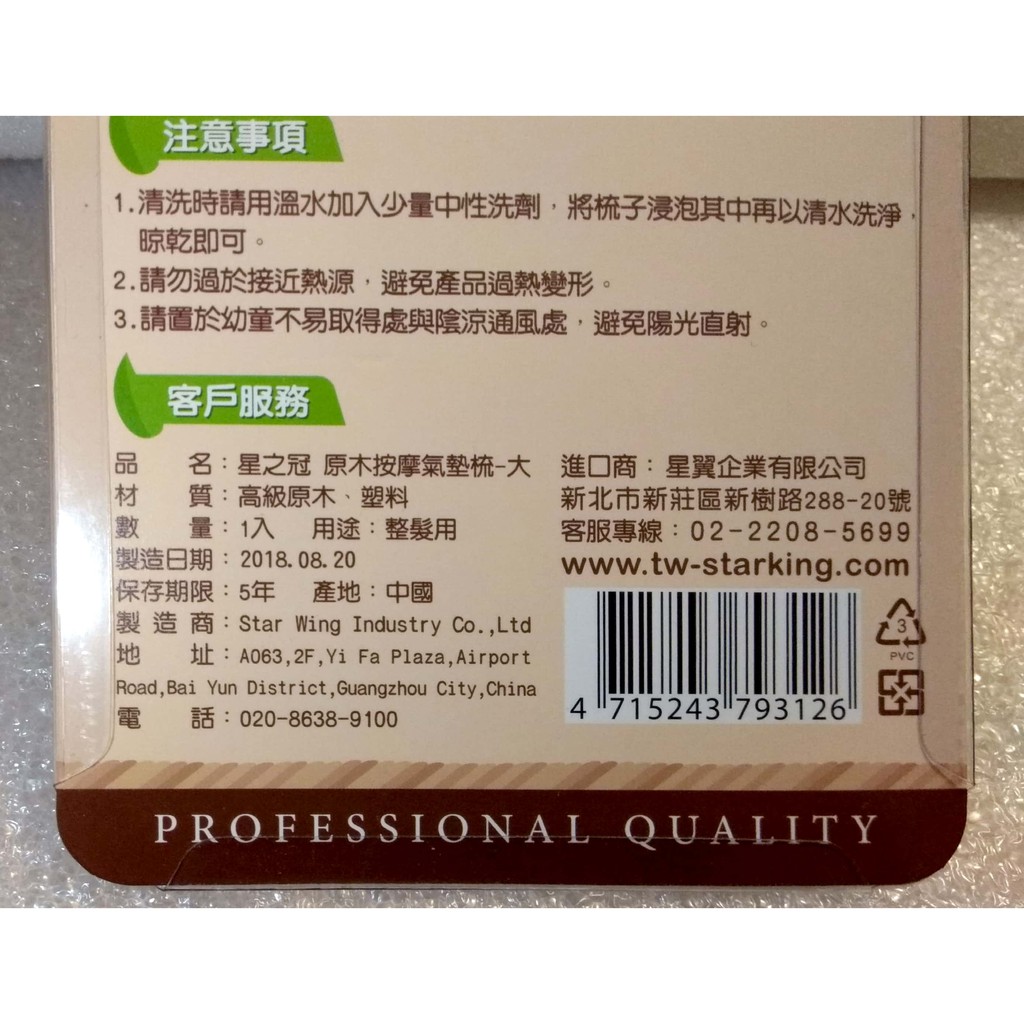 注意事項
1.清洗時請用溫水加入少量中性洗劑，將梳子浸泡其中再以清水洗淨，
晾乾即可。
2.請勿過於接近熱源，避免產品過熱變形。
3.請置於幼童不易取得處與陰涼通風處，避免陽光直射。
客戶服務
品　　名：星之冠 原木按摩氣墊梳-大
材　　質：高級原木、塑料
數　　量：1入　用途：整髮用
製造日期：2018.08.20
保存期限：5年　產地：中國
製 造 商：Star Wing Industry Co.,Ltd
地　　址：A063,2F,Yi Fa Plaza,Airport
Road,Bai Yun District,Guangzhou City,China
電　　話：020-8638-9100
進口商：星翼企業有限公司
新北市新莊區新樹路288-20號
客服專線：02-2208-5699
www.tw-starking.com
4 715243 793126
3
PVC
PROFESSIONAL QUALITY